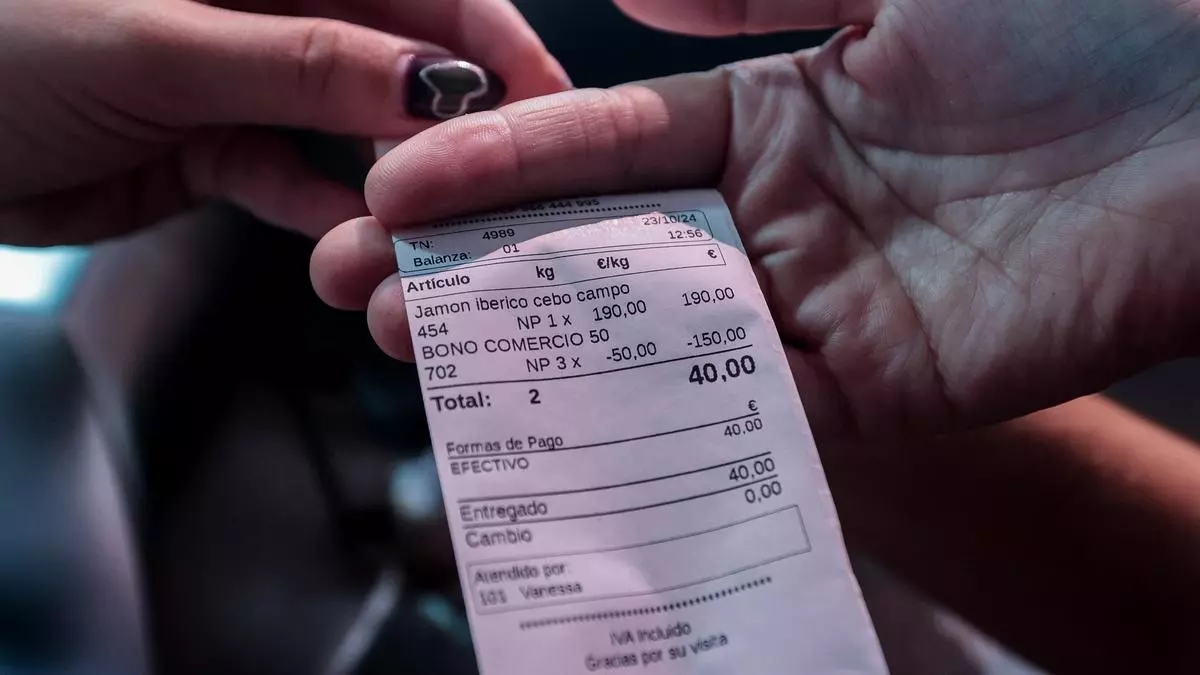 444 995
TN: 4989 23/10/24
Balanza: 01 12:56
Artículo kg €/kg €
Jamon iberico cebo campo
454 NP 1 x 190,00 190,00
BONO COMERCIO 50
702 NP 3 x -50,00 -150,00
Total: 2 40,00
€
Formas de Pago 40,00
EFECTIVO
Entregado 40,00
Cambio 0,00
Atendido por:
101 Vanessa
IVA Incluido
Gracias por su visita